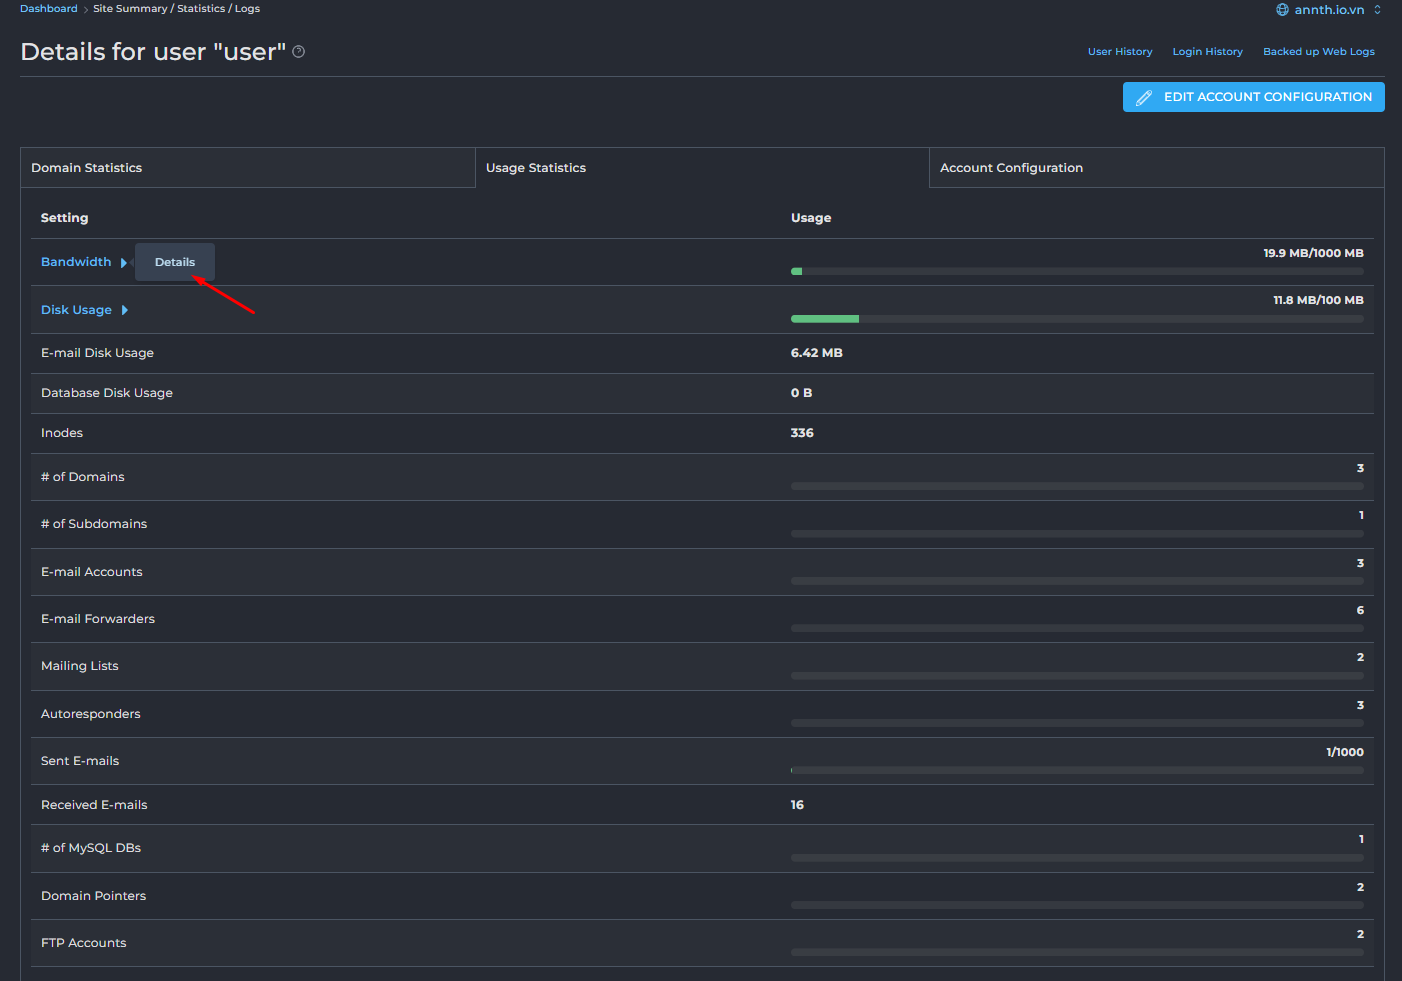 Dashboard > Site Summary / Statistics / Logs
annth.io.vn
Details for user "user"
User History Login History Backed up Web Logs
EDIT ACCOUNT CONFIGURATION
Domain Statistics Usage Statistics Account Configuration
Setting Usage
Bandwidth Details 19.9 MB/1000 MB
Disk Usage 11.8 MB/100 MB
E-mail Disk Usage 6.42 MB
Database Disk Usage 0 B
Inodes 336
# of Domains 3
# of Subdomains 1
E-mail Accounts 3
E-mail Forwarders 6
Mailing Lists 2
Autoresponders 3
Sent E-mails 1/1000
Received E-mails 16
# of MySQL DBs 1
Domain Pointers 2
FTP Accounts 2